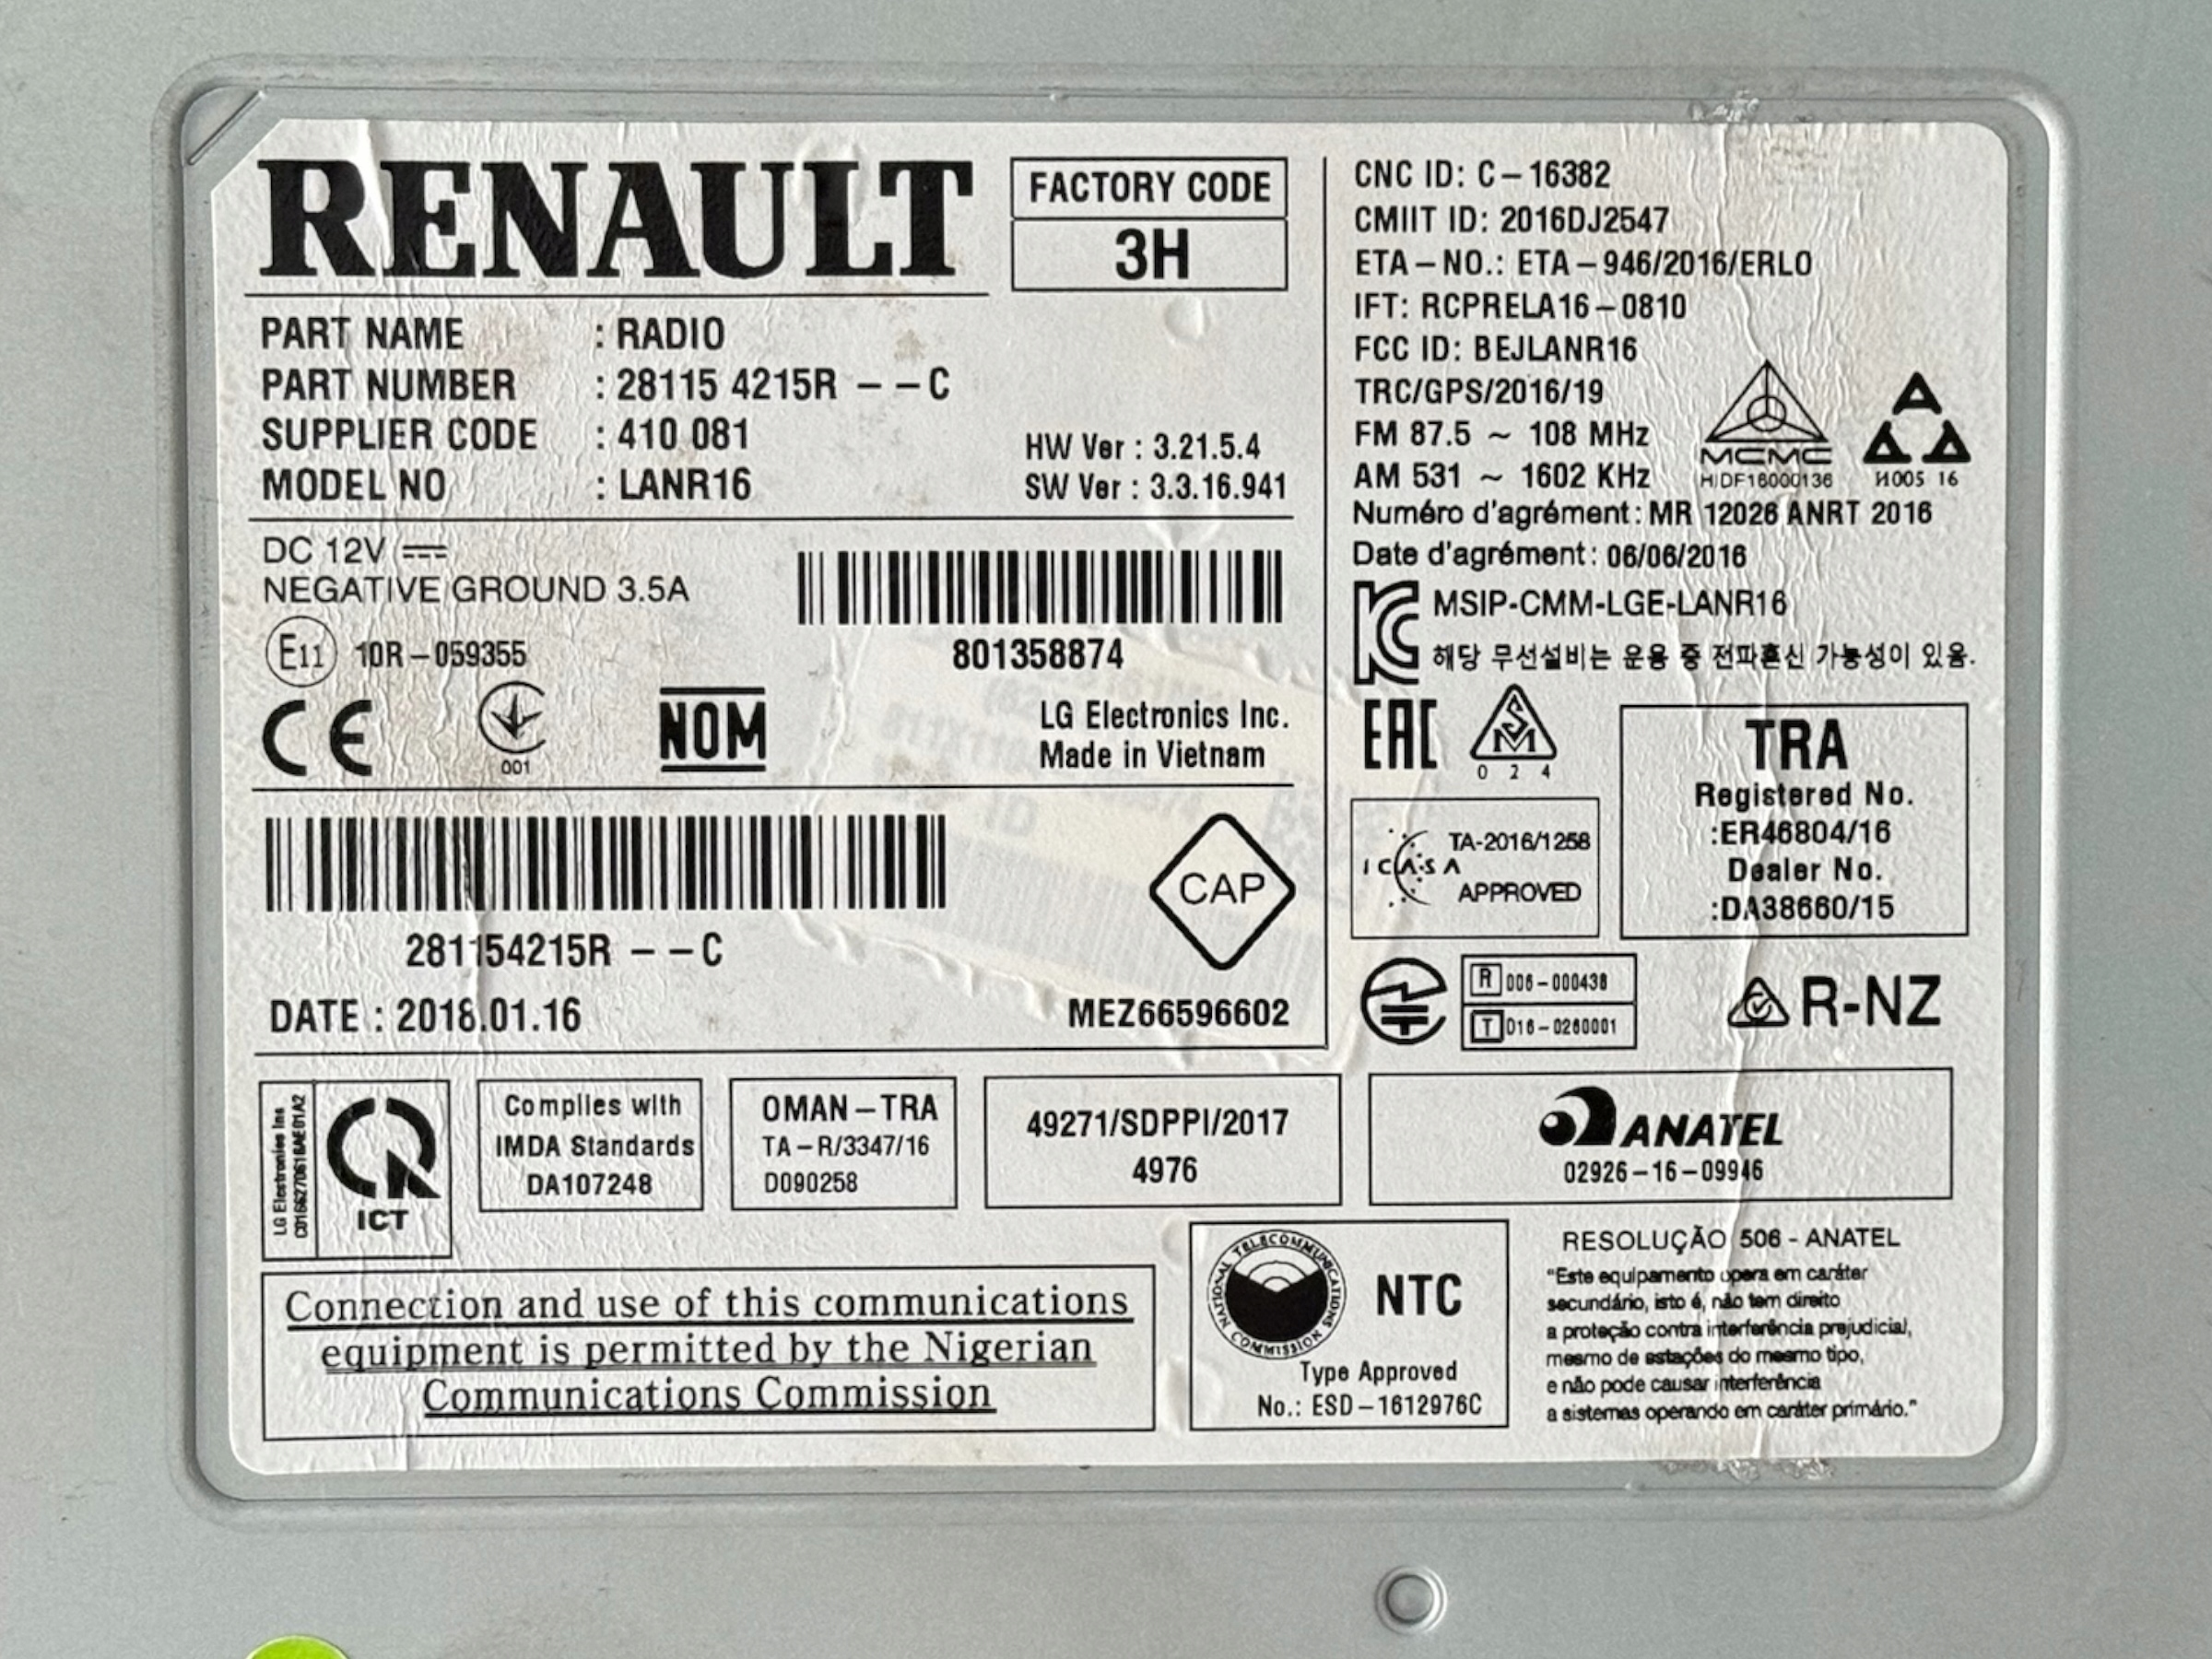 RENAULT
FACTORY CODE
3H
PART NAME : RADIO
PART NUMBER : 28115 4215R - - C
SUPPLIER CODE : 410 081
MODEL NO : LANR16
HW Ver : 3.21.5.4
SW Ver : 3.3.16.941
DC 12V
NEGATIVE GROUND 3.5A
E11 10R-059355
801358874
CE
001
NOM
LG Electronics Inc.
Made in Vietnam
281154215R - - C
CAP
DATE : 2018.01.16
MEZ66596602
CNC ID: C-16382
CMIIT ID: 2016DJ2547
ETA-NO.: ETA-946/2016/ERLO
IFT: RCPRELA16-0810
FCC ID: BEJLANR16
TRC/GPS/2016/19
FM 87.5 ~ 108 MHz
AM 531 ~ 1602 KHz
MCMC
HIDF16000136
И005 16
Numéro d'agrément : MR 12026 ANRT 2016
Date d'agrément : 06/06/2016
MSIP-CMM-LGE-LANR16
해당 무선설비는 운용 중 전파혼신 가능성이 있음.
EAC
024
TRA
Registered No.
:ER46804/16
Dealer No.
:DA38660/15
ICASA
TA-2016/1258
APPROVED
R 006-000438
T D16-0260001
R-NZ
LG Electronics Inc
ICT
Complies with
IMDA Standards
DA107248
OMAN-TRA
TA-R/3347/16
D090258
49271/SDPPI/2017
4976
ANATEL
02926-16-09946
Connection and use of this communications
equipment is permitted by the Nigerian
Communications Commission
NATIONAL TELECOMMUNICATIONS COMMISSION
NTC
Type Approved
No.: ESD-1612976C
RESOLUÇÃO 506 - ANATEL
"Este equipamento opera em caráter
secundário, isto é, não tem direito
a proteção contra interferência prejudicial,
mesmo de estações do mesmo tipo,
e não pode causar interferência
a sistemas operando em caráter primário."